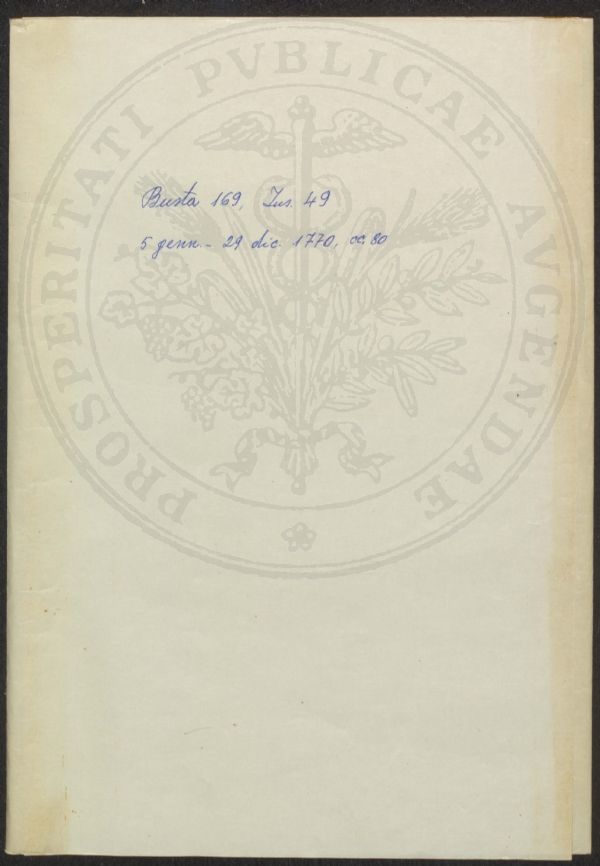 PROSPERITATI PVBLICAE AVGENDAE
Busta 169, Ins. 49
5 genn. - 29 dic. 1770, cc. 80